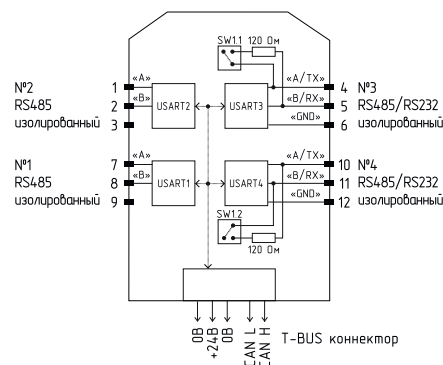 SW1.1 120 Ом
№2 1 «A» «A/TX» 4 №3
RS485 2 «B» USART2 USART3 «B/RX» 5 RS485/RS232
изолированный 3 «GND» 6 изолированный
№1 7 «A» «A/TX» 10 №4
RS485 8 «B» USART1 USART4 «B/RX» 11 RS485/RS232
изолированный 9 «GND» 12 изолированный
SW1.2
120 Ом
0В
+24В
0В
CAN L
CAN H
T-BUS коннектор